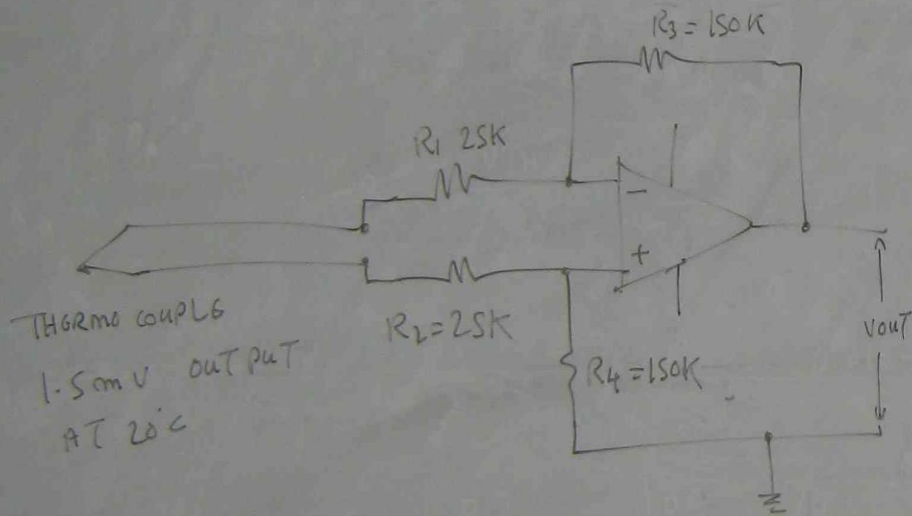 R3=150K
R1 25K
-
+
R2=25K
R4=150K
VOUT
THERMO COUPLE
1.5mV OUTPUT
AT 20°C